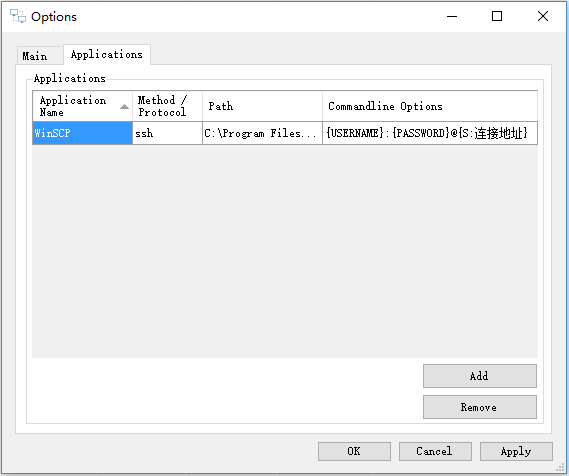 Options
Main
Applications
Applications
Application Name
Method / Protocol
Path
Commandline Options
WinSCP
ssh
C:\Program Files...
{USERNAME}:{PASSWORD}@{S:连接地址}
Add
Remove
OK
Cancel
Apply